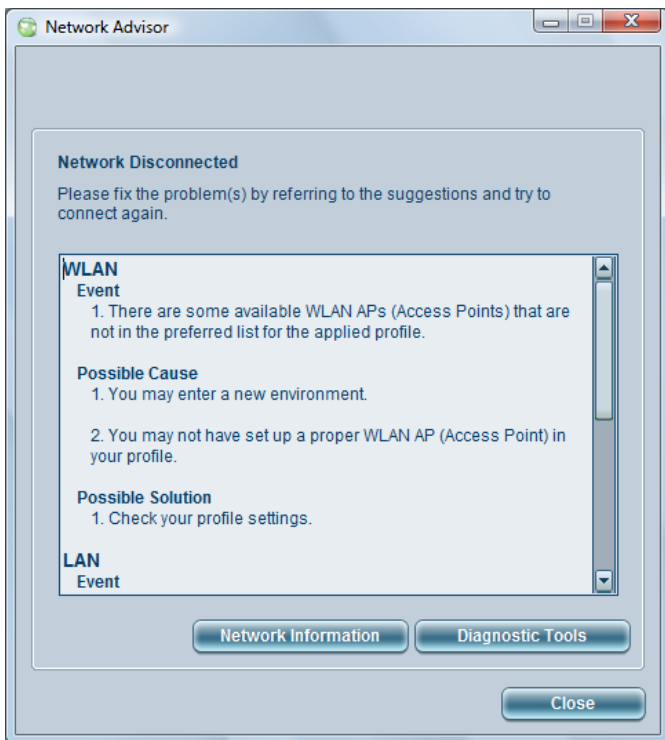 Network Advisor
Network Disconnected
Please fix the problem(s) by referring to the suggestions and try to
connect again.
WLAN
Event
1. There are some available WLAN APs (Access Points) that are
not in the preferred list for the applied profile.
Possible Cause
1. You may enter a new environment.
2. You may not have set up a proper WLAN AP (Access Point) in
your profile.
Possible Solution
1. Check your profile settings.
LAN
Event
Network Information
Diagnostic Tools
Close